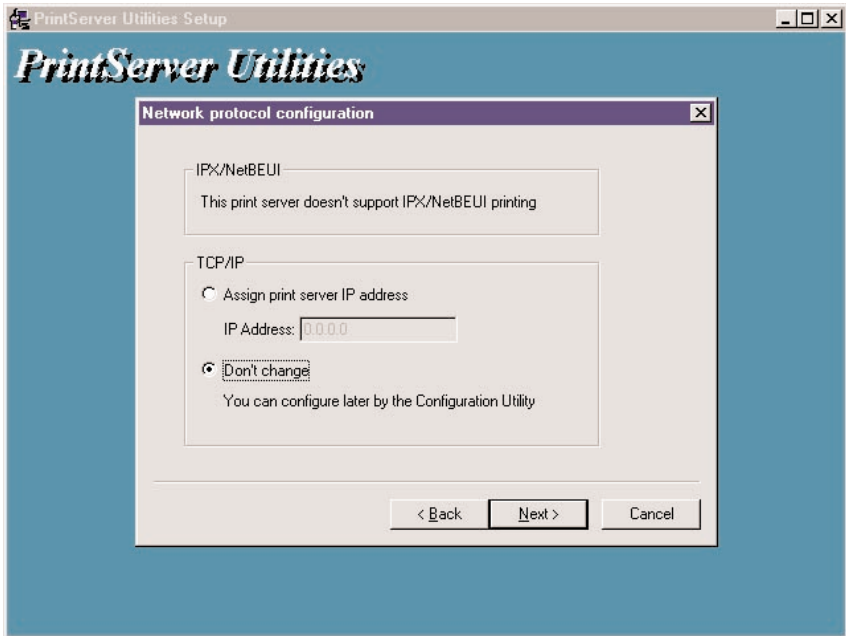 PrintServer Utilities Setup
PrintServer Utilities
Network protocol configuration
IPX/NetBEUI
This print server doesn't support IPX/NetBEUI printing
TCP/IP
Assign print server IP address
IP Address: 0.0.0.0
Don't change
You can configure later by the Configuration Utility
< Back Next > Cancel